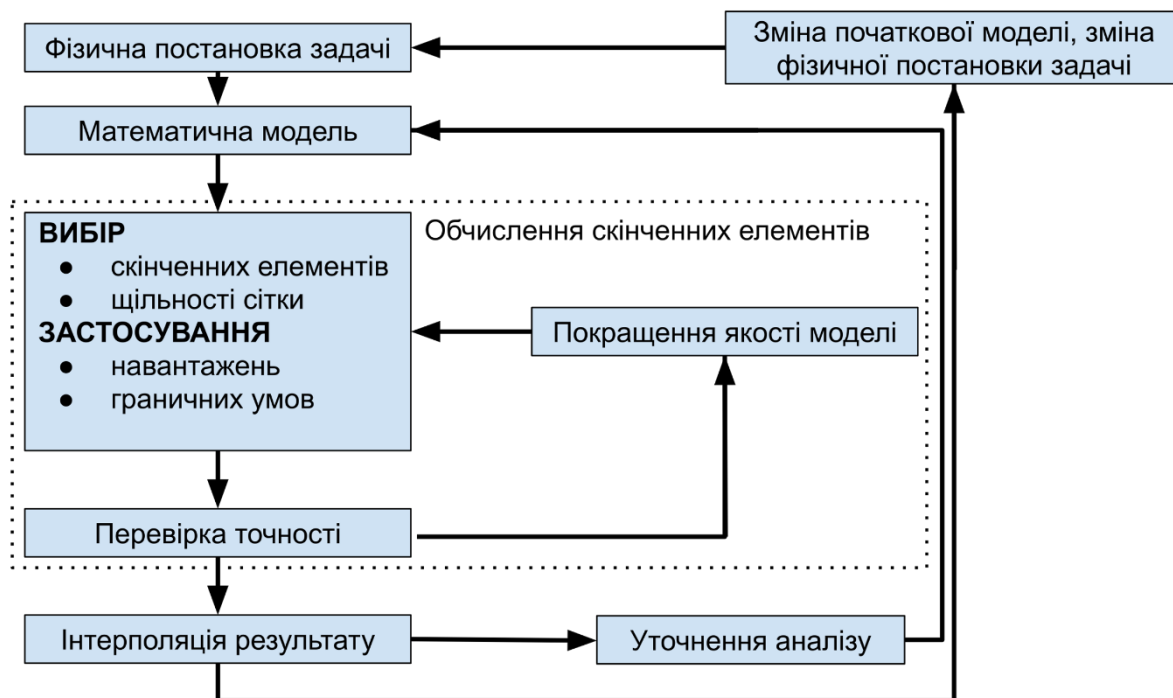 Фізична постановка задачі
Зміна початкової моделі, зміна
фізичної постановки задачі
Математична модель
Обчислення скінченних елементів
ВИБІР
● скінченних елементів
● щільності сітки
ЗАСТОСУВАННЯ
● навантажень
● граничних умов
Покращення якості моделі
Перевірка точності
Інтерполяція результату
Уточнення аналізу